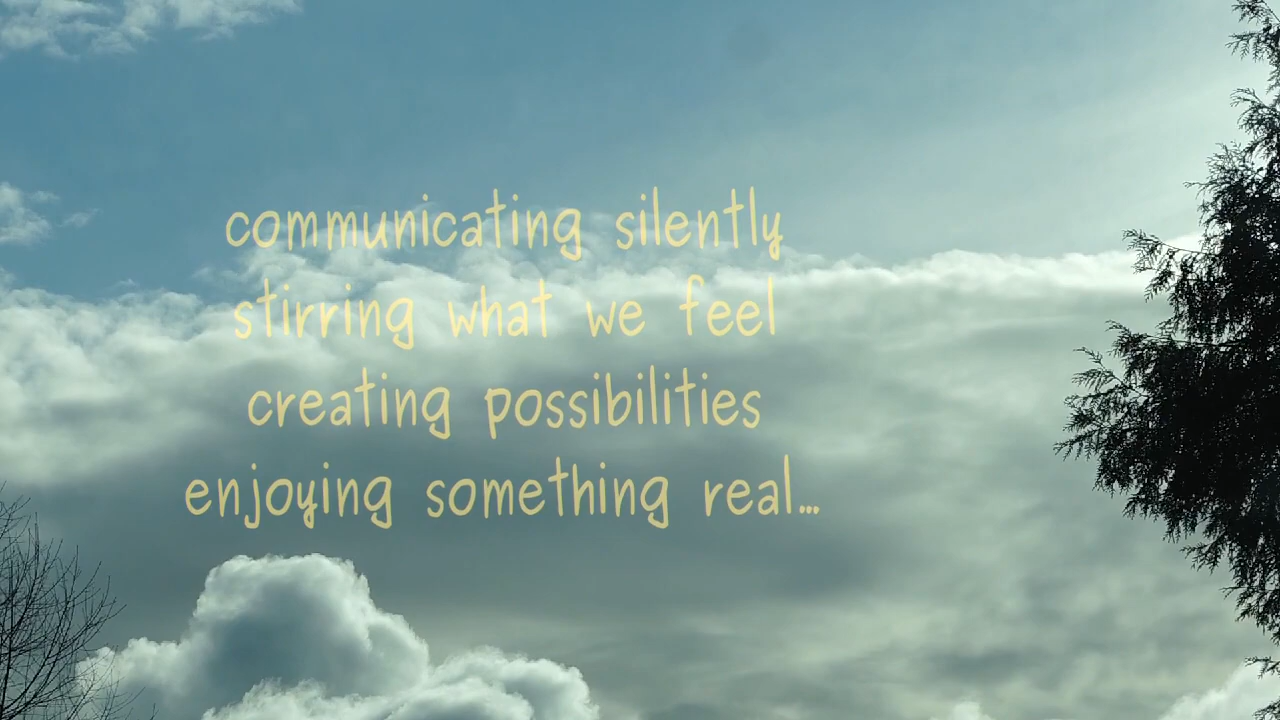 communicating silently
stirring what we feel
creating possibilities
enjoying something real...